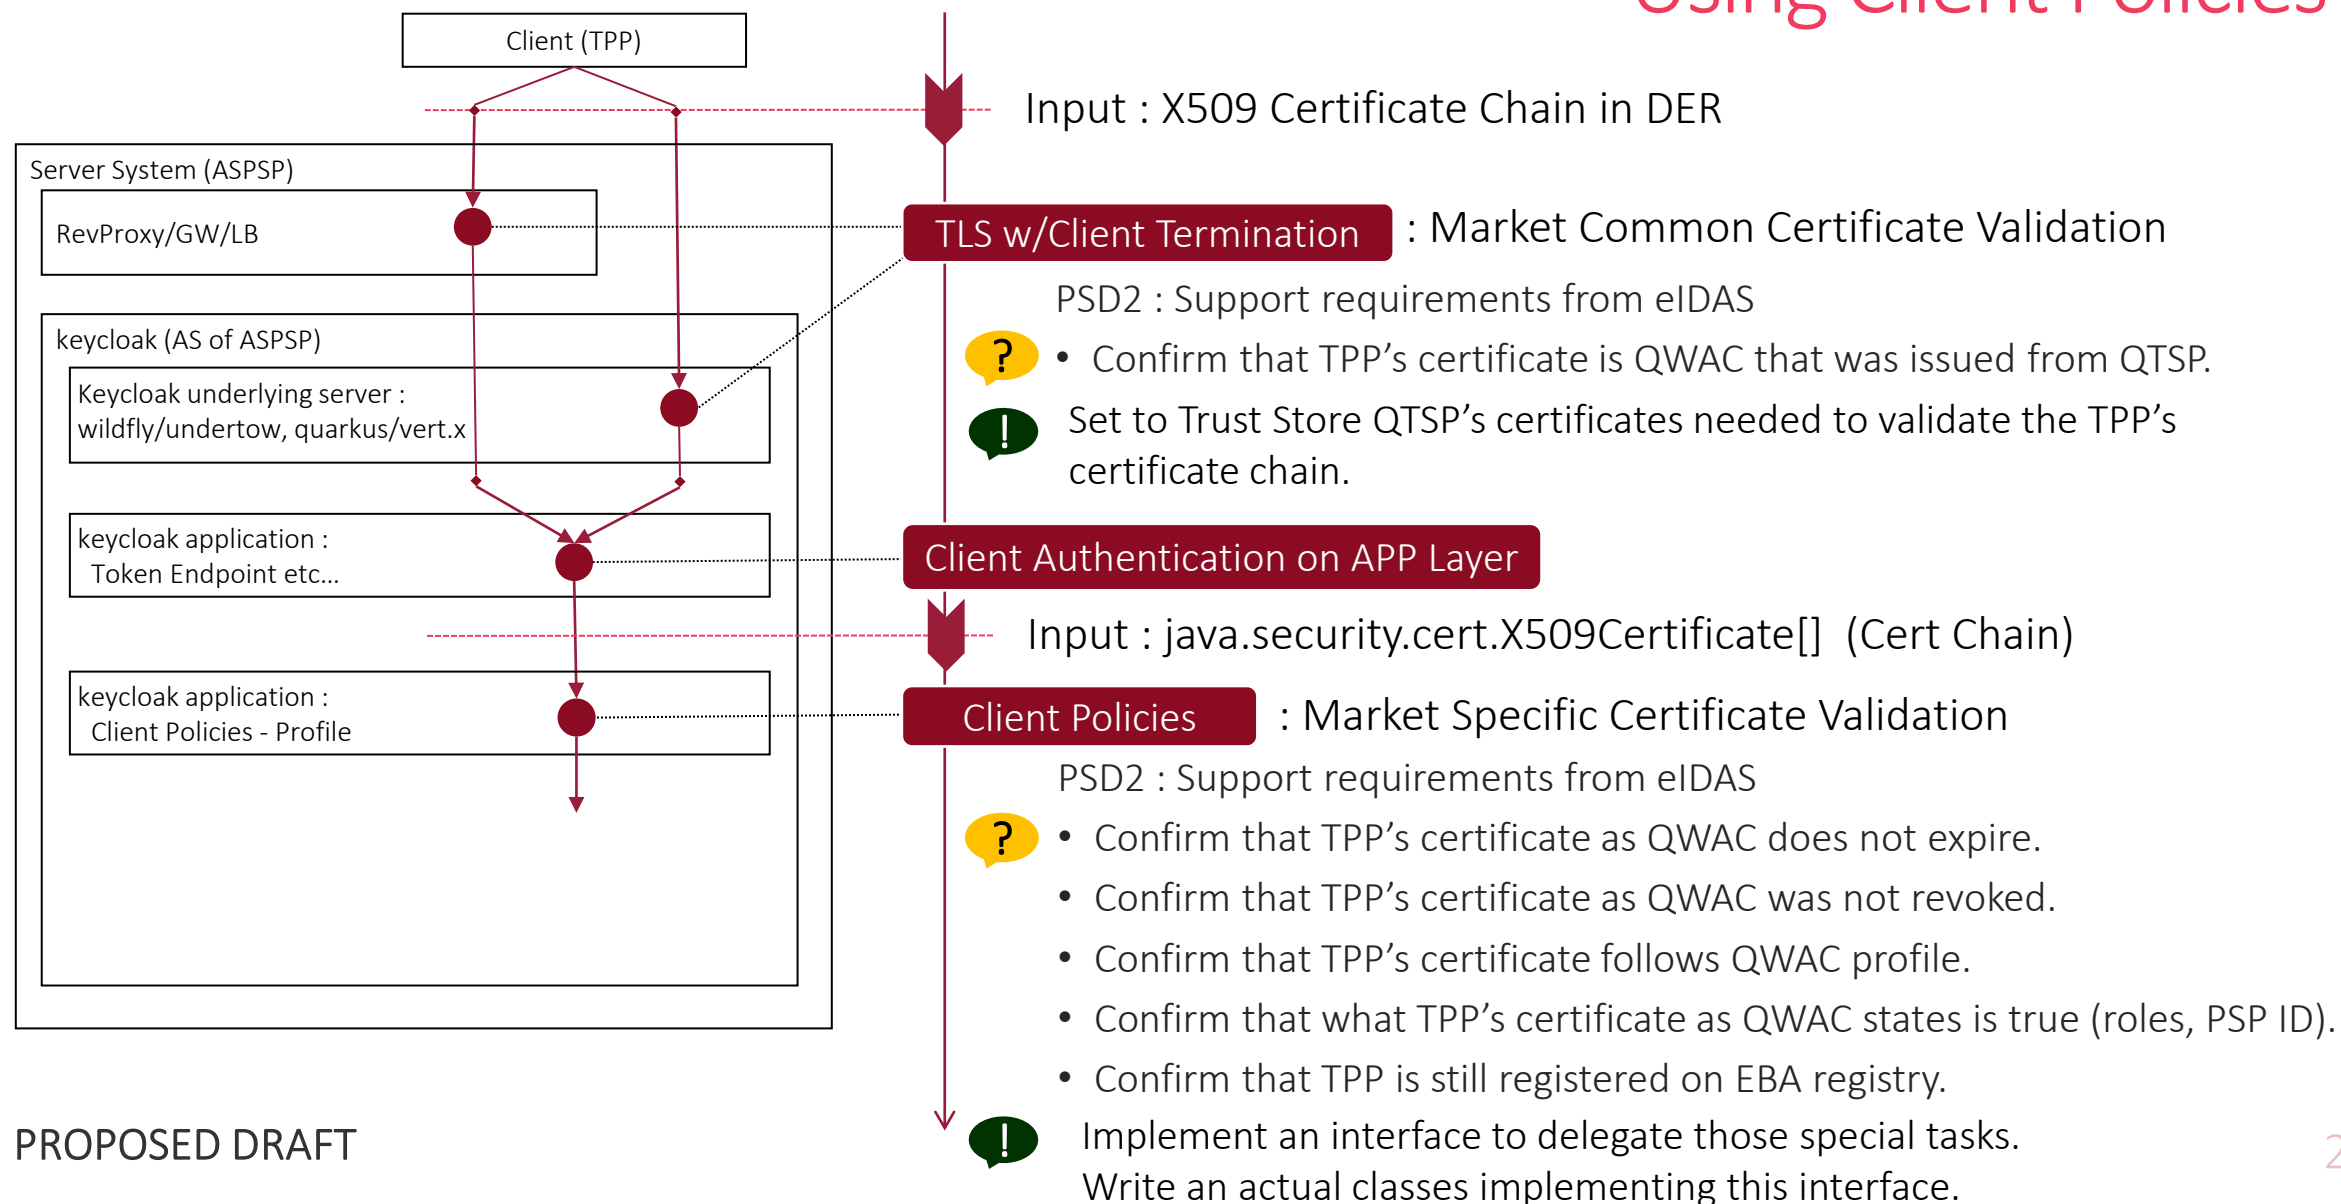 Using Client Policies
Client (TPP)
Input : X509 Certificate Chain in DER
Server System (ASPSP)
RevProxy/GW/LB
TLS w/Client Termination : Market Common Certificate Validation
PSD2 : Support requirements from eIDAS
keycloak (AS of ASPSP)
? • Confirm that TPP’s certificate is QWAC that was issued from QTSP.
Keycloak underlying server :
wildfly/undertow, quarkus/vert.x
! Set to Trust Store QTSP’s certificates needed to validate the TPP’s
certificate chain.
keycloak application :
Token Endpoint etc...
Client Authentication on APP Layer
Input : java.security.cert.X509Certificate[] (Cert Chain)
keycloak application :
Client Policies - Profile
Client Policies : Market Specific Certificate Validation
PSD2 : Support requirements from eIDAS
? • Confirm that TPP’s certificate as QWAC does not expire.
• Confirm that TPP’s certificate as QWAC was not revoked.
• Confirm that TPP’s certificate follows QWAC profile.
• Confirm that what TPP’s certificate as QWAC states is true (roles, PSP ID).
• Confirm that TPP is still registered on EBA registry.
! Implement an interface to delegate those special tasks.
Write an actual classes implementing this interface.
PROPOSED DRAFT
2